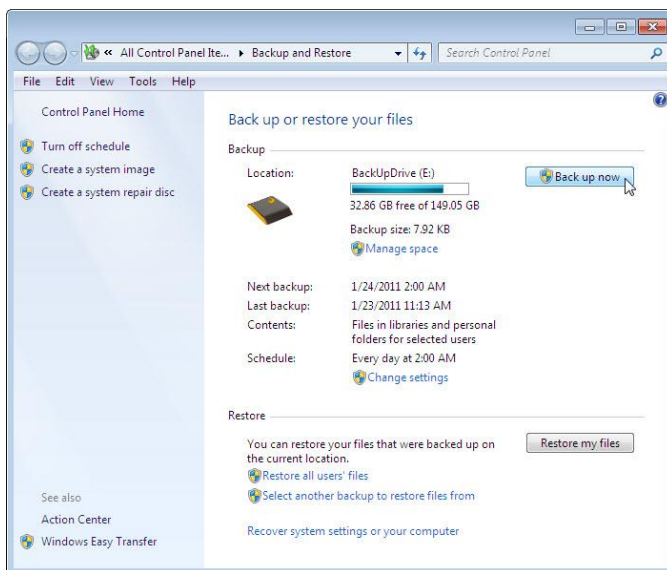 « All Control Panel Ite... ▸ Backup and Restore
Search Control Panel
File Edit View Tools Help
Control Panel Home
Turn off schedule
Create a system image
Create a system repair disc
Back up or restore your files
Backup
Location: BackUpDrive (E:)
Back up now
32.86 GB free of 149.05 GB
Backup size: 7.92 KB
Manage space
Next backup: 1/24/2011 2:00 AM
Last backup: 1/23/2011 11:13 AM
Contents: Files in libraries and personal
folders for selected users
Schedule: Every day at 2:00 AM
Change settings
Restore
You can restore your files that were backed up on
the current location.
Restore my files
Restore all users' files
Select another backup to restore files from
Recover system settings or your computer
See also
Action Center
Windows Easy Transfer